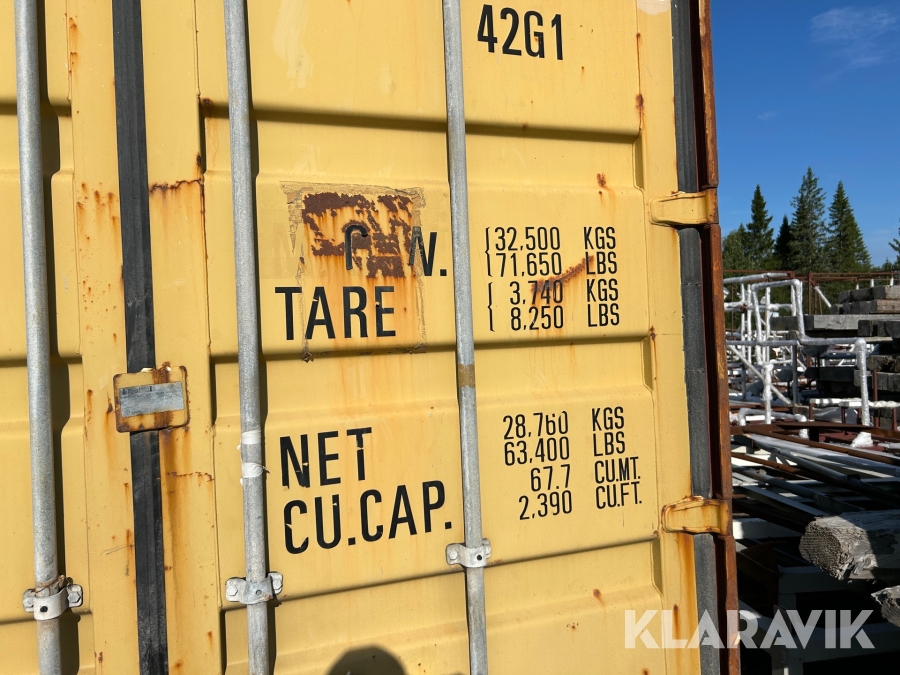 42G1
W. {32,500 KGS
{71,650 LBS
TARE { 3,740 KGS
{ 8,250 LBS
28,760 KGS
NET 63,400 LBS
67.7 CU.MT.
CU.CAP. 2,390 CU.FT.
KLARAVIK